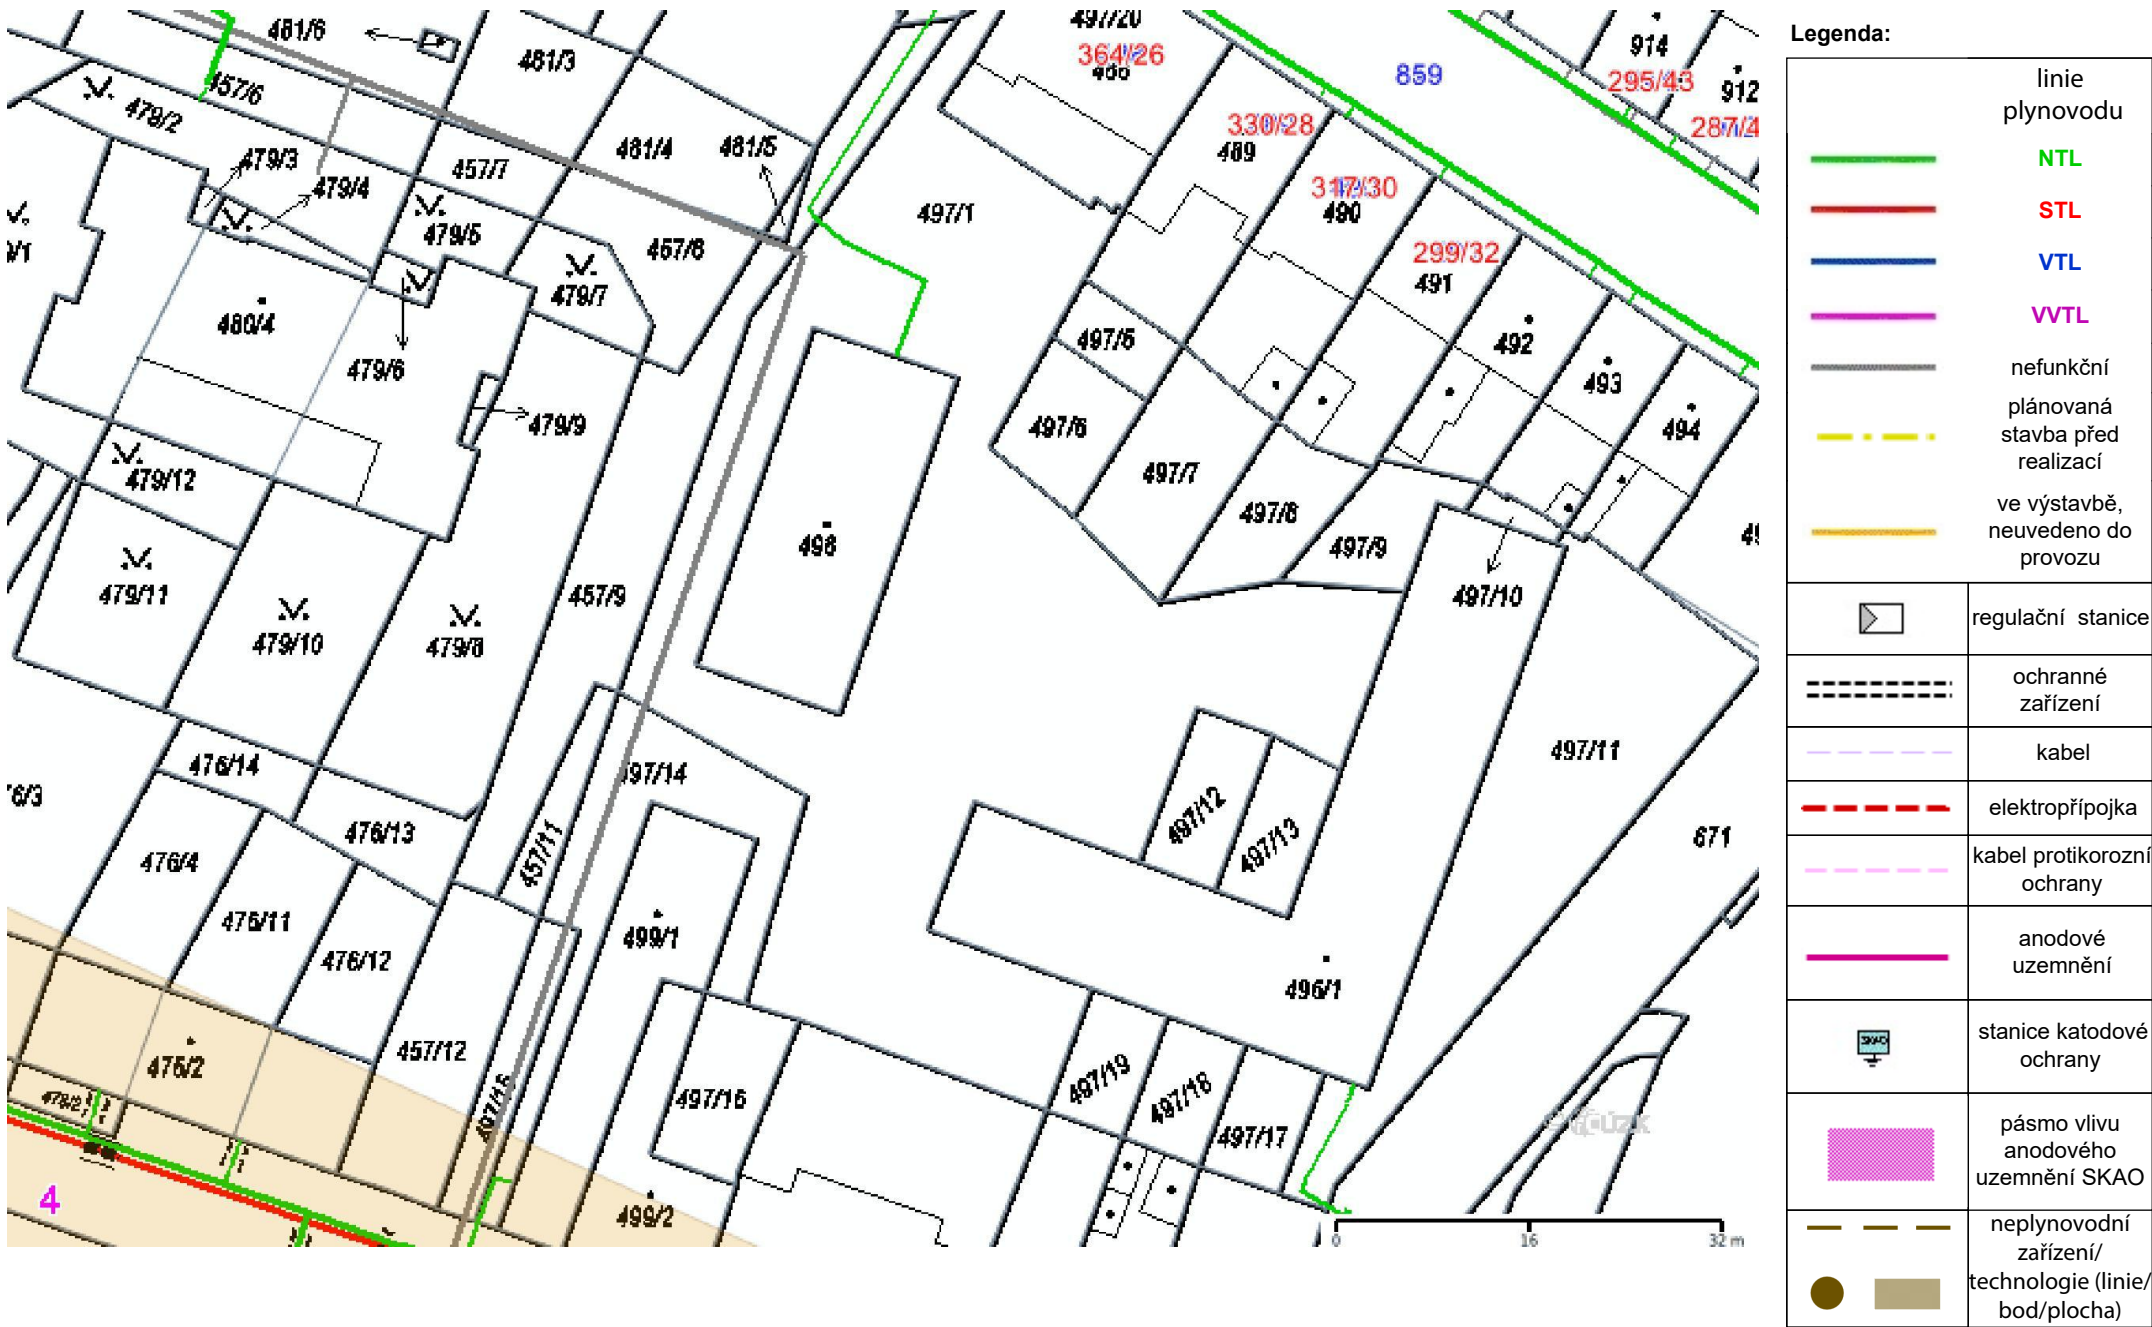 497/20
481/6
914
481/3
364/26
859
295/43
912
457/6
479/2
330/28
489
287/4
481/4
481/5
479/3
457/7
479/4
317/30
490
497/1
479/5
457/8
299/32
491
479/7
480/4
497/5
492
479/6
493
479/9
497/6
494
479/12
497/7
497/8
498
497/9
479/11
457/9
497/10
479/10
479/8
476/14
497/14
497/11
497/12
497/13
476/13
457/11
476/4
671
476/11
499/1
476/12
496/1
457/12
475/2
497/19
497/18
497/16
497/17
4
499/2
0
16
32 m
Legenda:
linie
plynovodu
NTL
STL
VTL
VVTL
nefunkční
plánovaná
stavba před
realizací
ve výstavbě,
neuvedeno do
provozu
regulační stanice
ochranné
zařízení
kabel
elektropřípojka
kabel protikorozní
ochrany
anodové
uzemnění
SKAO
stanice katodové
ochrany
pásmo vlivu
anodového
uzemnění SKAO
neplynovodní
zařízení/
technologie (linie/
bod/plocha)